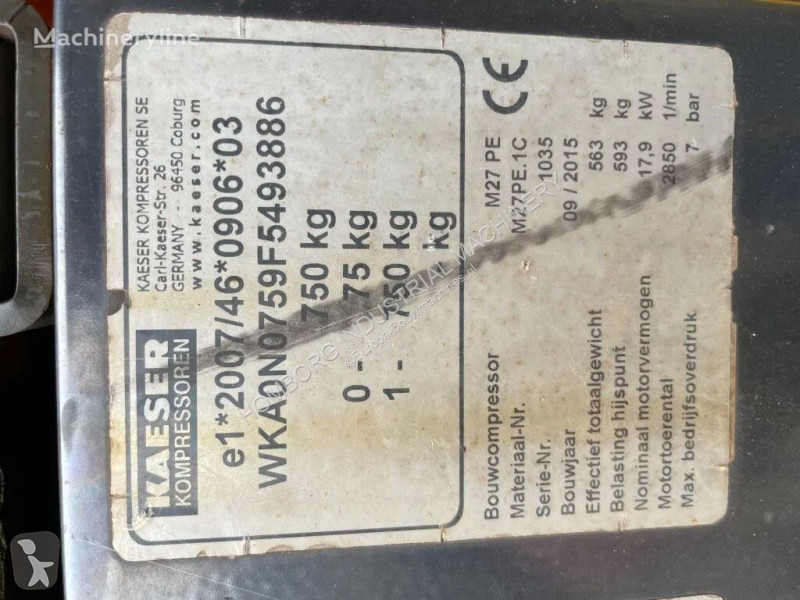 Machineryline
KAESER
KOMPRESSOREN
KAESER KOMPRESSOREN SE
Carl-Kaeser-Str. 26
GERMANY - 96450 Coburg
www.kaeser.com
e1*2007/46*0906*03
WKA0N0759F5493886
750 kg
0 - 75 kg
1 - 750 kg
kg
Bouwcompressor M27 PE
Materiaal-Nr. M27PE.1C
Serie-Nr. 1035
Bouwjaar 09 / 2015
Effectief totaalgewicht 563 kg
Belasting hijspunt 593 kg
Nominaal motorvermogen 17,9 kW
Motortoerental 2850 1/min
Max. bedrijfsoverdruk 7 bar
CE
HOMBORG INDUSTRIAL MACHINERY